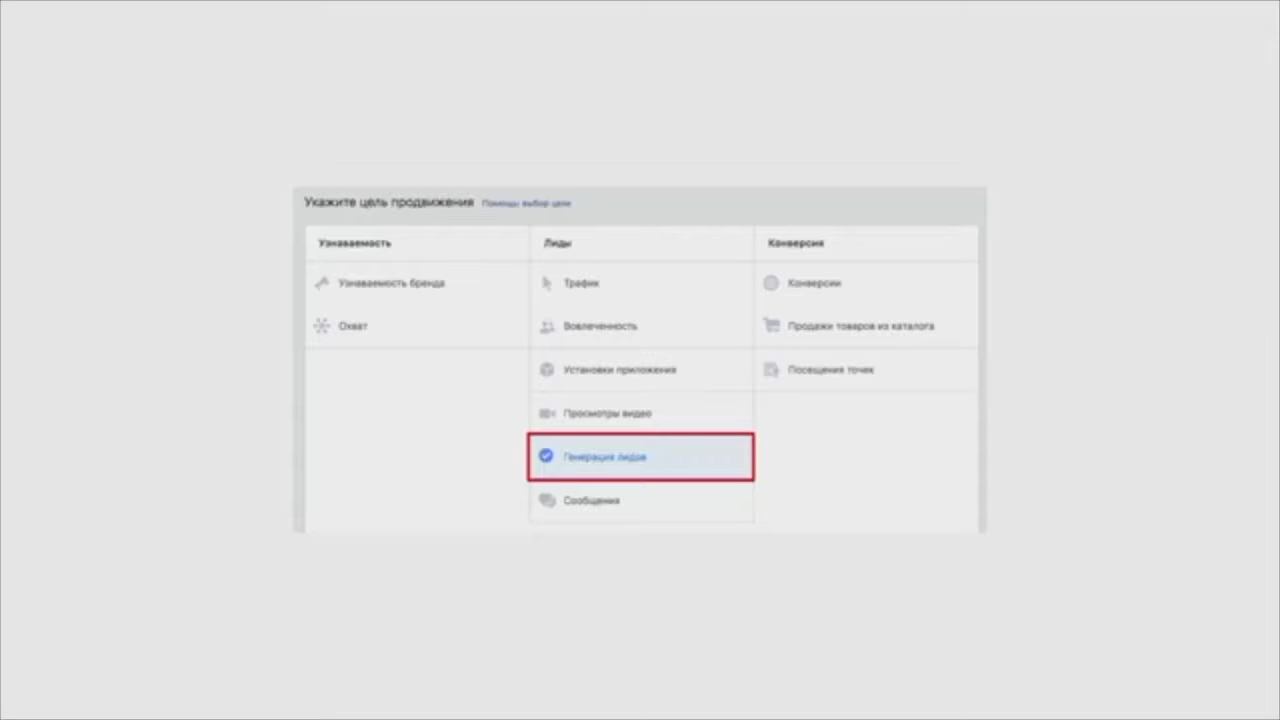 Укажите цель продвижения Помощь: выбор цели
Узнаваемость Лиды Конверсия
Узнаваемость бренда Трафик Конверсии
Охват Вовлеченность Продажи товаров из каталога
Установки приложения Посещения точек
Просмотры видео
Генерация лидов
Сообщения